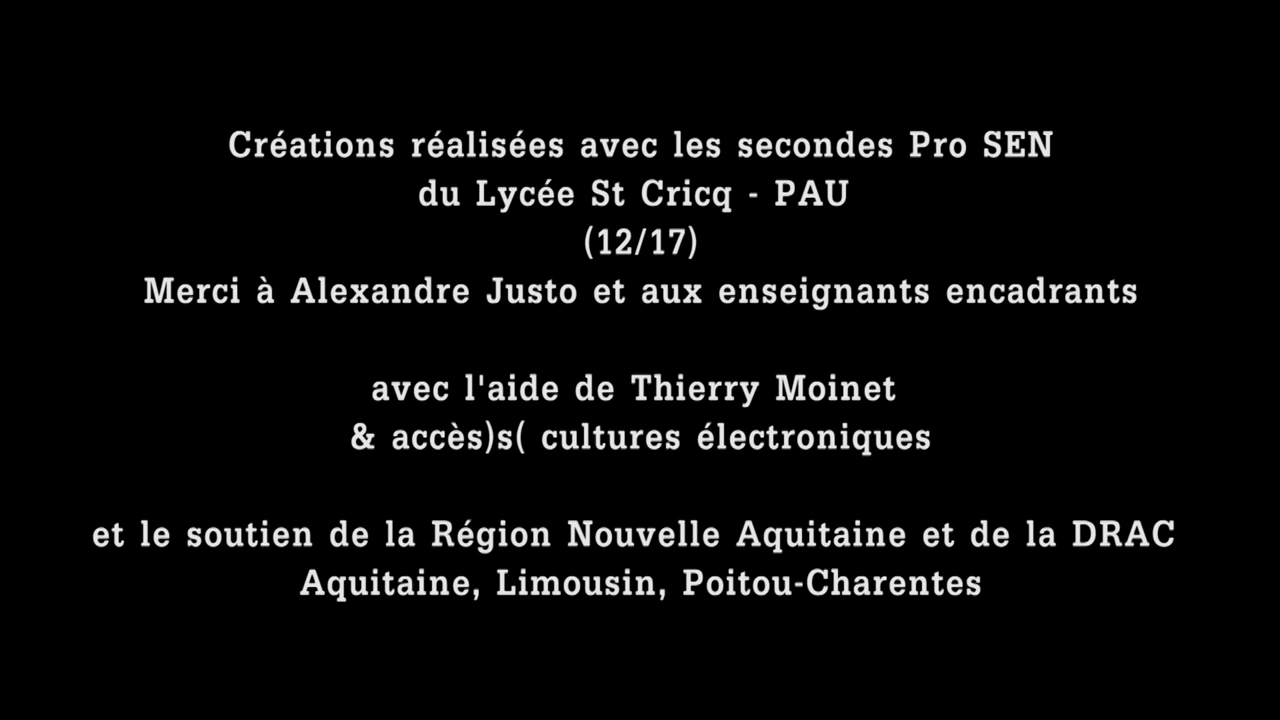 Créations réalisées avec les secondes Pro SEN
du Lycée St Cricq - PAU
(12/17)
Merci à Alexandre Justo et aux enseignants encadrants
avec l'aide de Thierry Moinet
& accès)s( cultures électroniques
et le soutien de la Région Nouvelle Aquitaine et de la DRAC
Aquitaine, Limousin, Poitou-Charentes